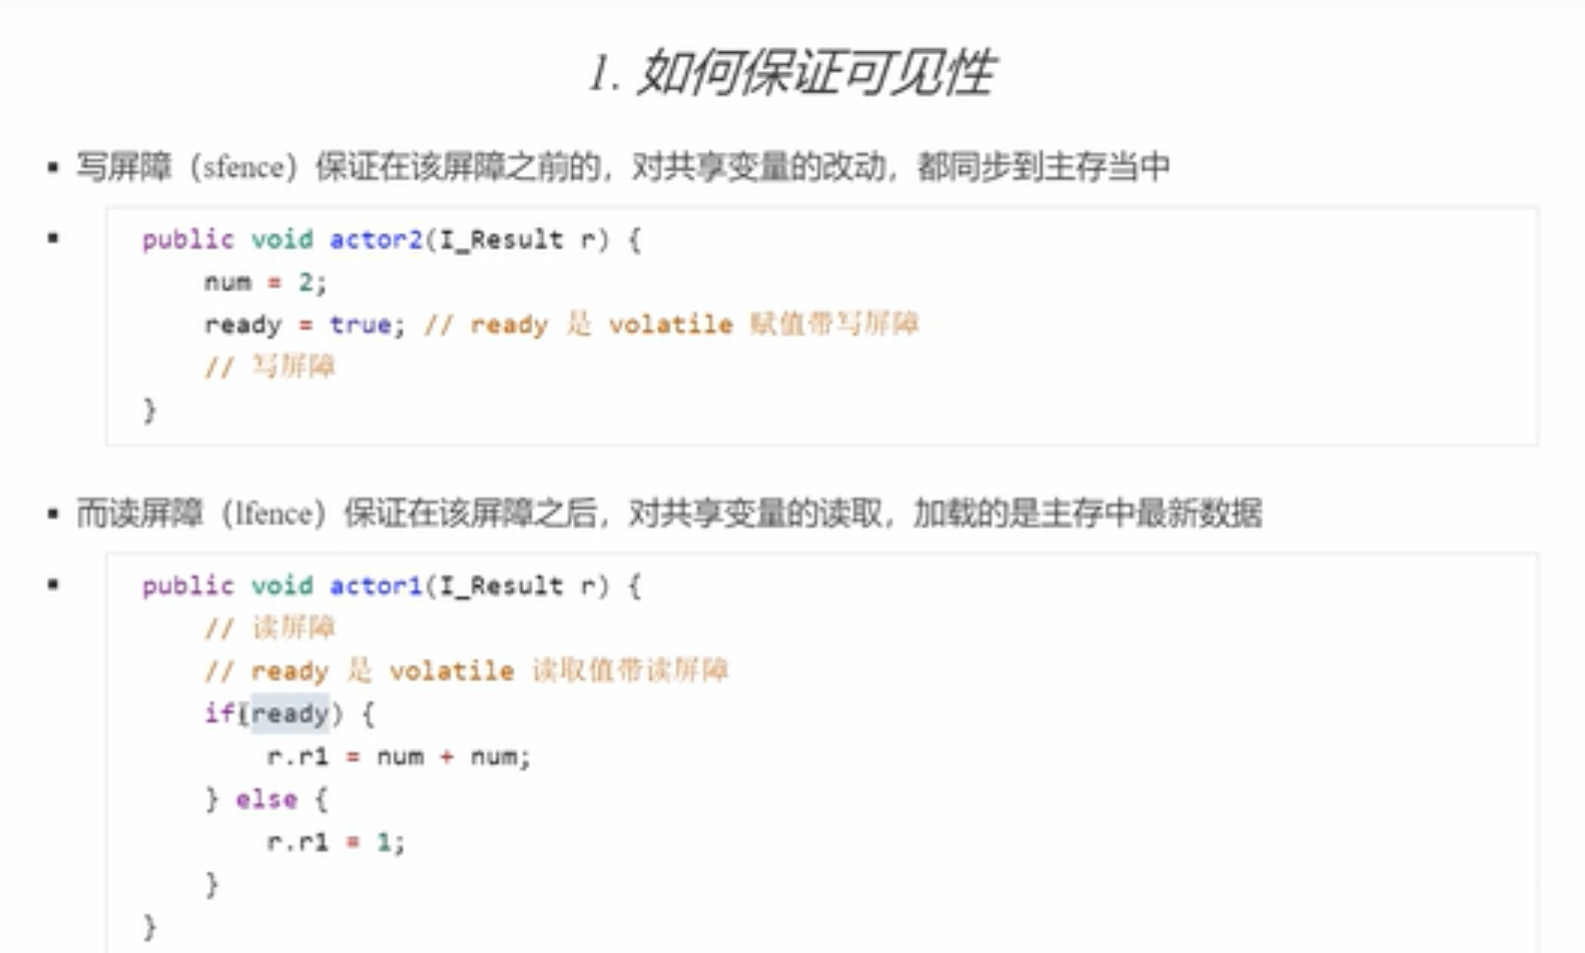 1. 如何保证可见性
▪ 写屏障（sfence）保证在该屏障之前的，对共享变量的改动，都同步到主存当中
▪ public void actor2(I_Result r) {
    num = 2;
    ready = true; // ready 是 volatile 赋值带写屏障
    // 写屏障
}
▪ 而读屏障（lfence）保证在该屏障之后，对共享变量的读取，加载的是主存中最新数据
▪ public void actor1(I_Result r) {
    // 读屏障
    // ready 是 volatile 读取值带读屏障
    if(ready) {
        r.r1 = num + num;
    } else {
        r.r1 = 1;
    }
}